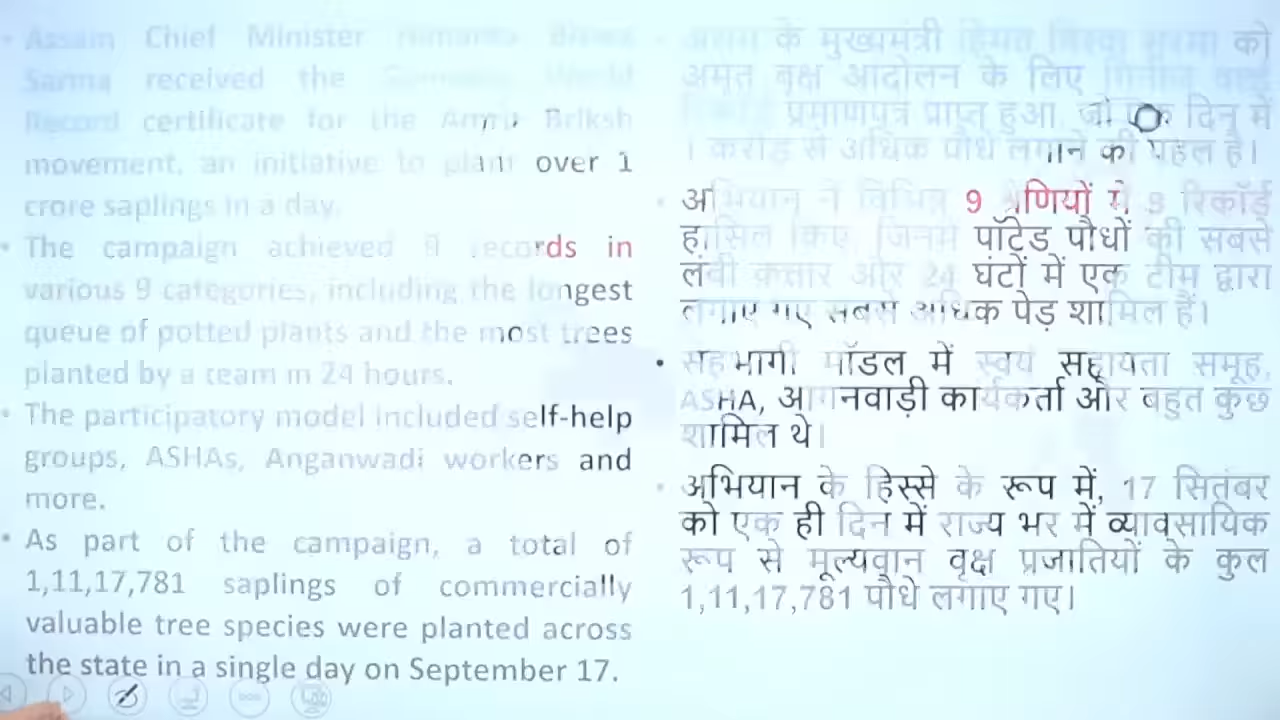 Assam Chief Minister Himanta Biswa
Sarma received the Guinness World
Record certificate for the Amrit Briksh
movement, an initiative to plant over 1
crore saplings in a day.
The campaign achieved 9 records in
various 9 categories, including the longest
queue of potted plants and the most trees
planted by a team in 24 hours.
The participatory model included self-help
groups, ASHAs, Anganwadi workers and
more.
As part of the campaign, a total of
1,11,17,781 saplings of commercially
valuable tree species were planted across
the state in a single day on September 17.
असम के मुख्यमंत्री हिमंत बिस्वा सरमा को
अमृत वृक्ष आंदोलन के लिए गिनीज वर्ल्ड
रिकॉर्ड प्रमाणपत्र प्राप्त हुआ, जो एक दिन में
1 करोड़ से अधिक पौधे लगाने की पहल है।
अभियान ने विभिन्न 9 श्रेणियों में 9 रिकॉर्ड
हासिल किए, जिनमें पॉटेड पौधों की सबसे
लंबी कतार और 24 घंटों में एक टीम द्वारा
लगाए गए सबसे अधिक पेड़ शामिल हैं।
सहभागी मॉडल में स्वयं सहायता समूह,
ASHA, आंगनवाड़ी कार्यकर्ता और बहुत कुछ
शामिल थे।
अभियान के हिस्से के रूप में, 17 सितंबर
को एक ही दिन में राज्य भर में व्यावसायिक
रूप से मूल्यवान वृक्ष प्रजातियों के कुल
1,11,17,781 पौधे लगाए गए।